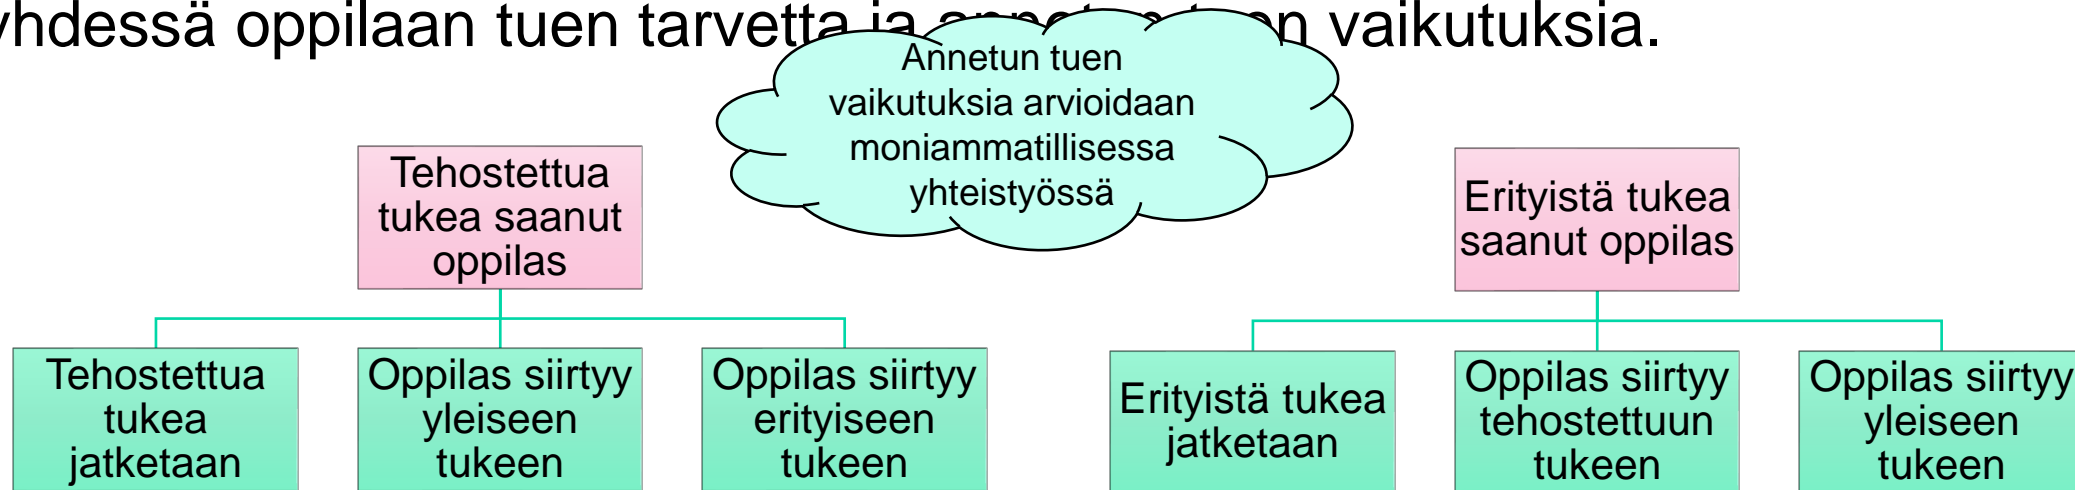 yhdessä oppilaan tuen tarvetta ja annetun tuen vaikutuksia.
Annetun tuen
vaikutuksia arvioidaan
moniammatillisessa
yhteistyössä
Tehostettua
tukea saanut
oppilas
Tehostettua
tukea
jatketaan
Oppilas siirtyy
yleiseen
tukeen
Oppilas siirtyy
erityiseen
tukeen
Erityistä tukea
saanut oppilas
Erityistä tukea
jatketaan
Oppilas siirtyy
tehostettuun
tukeen
Oppilas siirtyy
yleiseen
tukeen